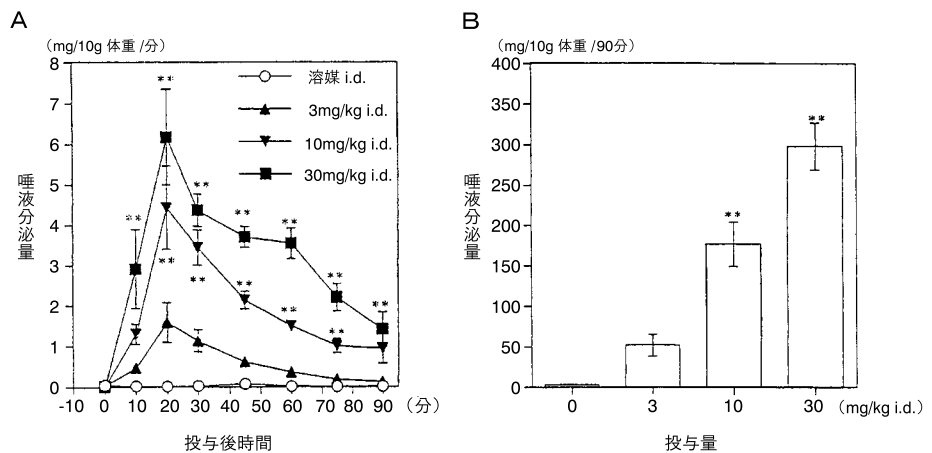 A
(mg/10g 体重 /分)
唾液分泌量
8
7
6
5
4
3
2
1
0
-10 0 10 20 30 40 50 60 70 75 80 90 (分)
投与後時間
溶媒 i.d.
3mg/kg i.d.
10mg/kg i.d.
30mg/kg i.d.
** ** ** ** ** ** **
** ** ** ** **
B
(mg/10g 体重 /90分)
唾液分泌量
400
350
300
250
200
150
100
50
0
** **
0 3 10 30 (mg/kg i.d.)
投与量